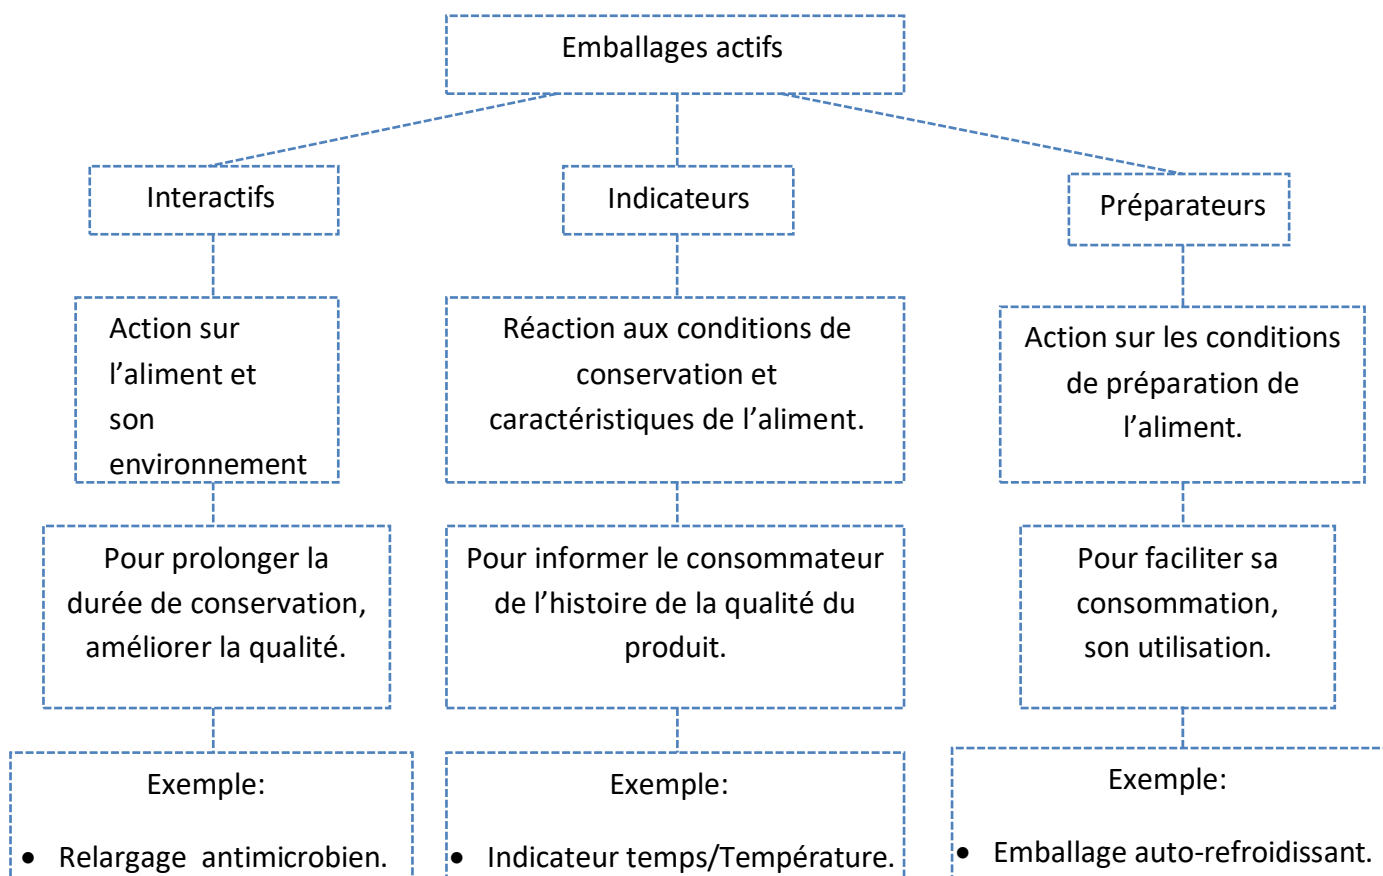 Emballages actifs
Interactifs
Indicateurs
Préparateurs
Action sur
l’aliment et
son
environnement
Réaction aux conditions de
conservation et
caractéristiques de l’aliment.
Action sur les conditions
de préparation de
l’aliment.
Pour prolonger la
durée de conservation,
améliorer la qualité.
Pour informer le consommateur
de l’histoire de la qualité du
produit.
Pour faciliter sa
consommation,
son utilisation.
Exemple:
• Relargage antimicrobien.
Exemple:
• Indicateur temps/Température.
Exemple:
• Emballage auto-refroidissant.